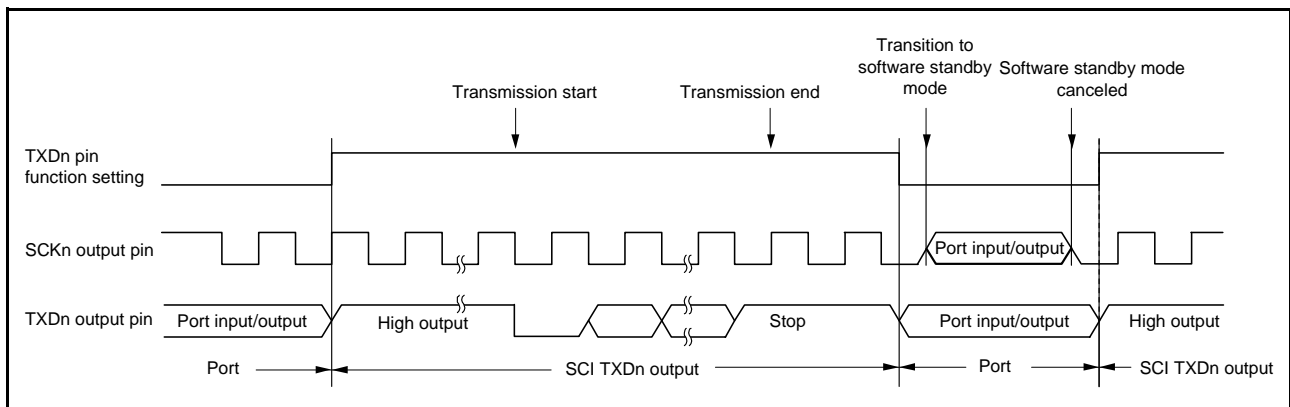 Transition to
software standby
mode
Software standby mode
canceled
Transmission start
Transmission end
TXDn pin
function setting
SCKn output pin
Port input/output
TXDn output pin
Port input/output
High output
Stop
Port input/output
High output
Port
SCI TXDn output
Port
SCI TXDn output